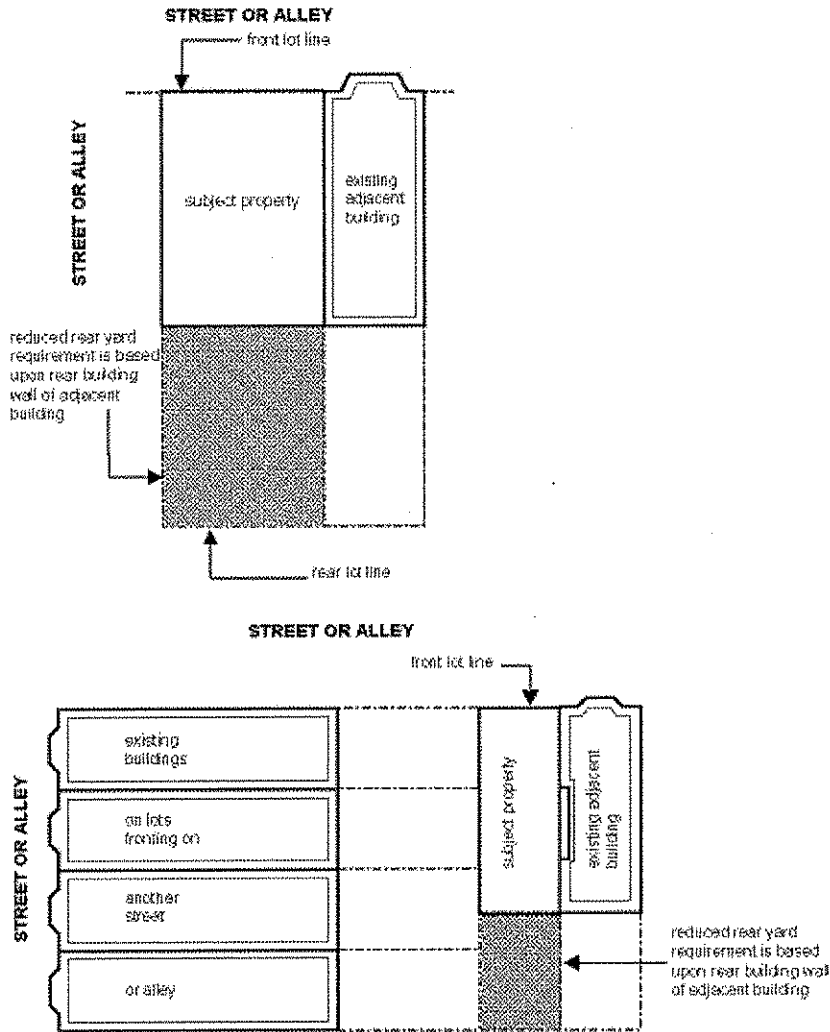 STREET OR ALLEY
front lot line
STREET OR ALLEY
subject property
existing
adjacent
building
reduced rear yard
requirement is based
upon rear building
wall of adjacent
building
rear lot line
STREET OR ALLEY
front lot line
STREET OR ALLEY
existing
buildings
on lots
fronting on
another
street
or alley
subject property
existing adjacent
building
reduced rear yard
requirement is based
upon rear building wall
of adjacent building